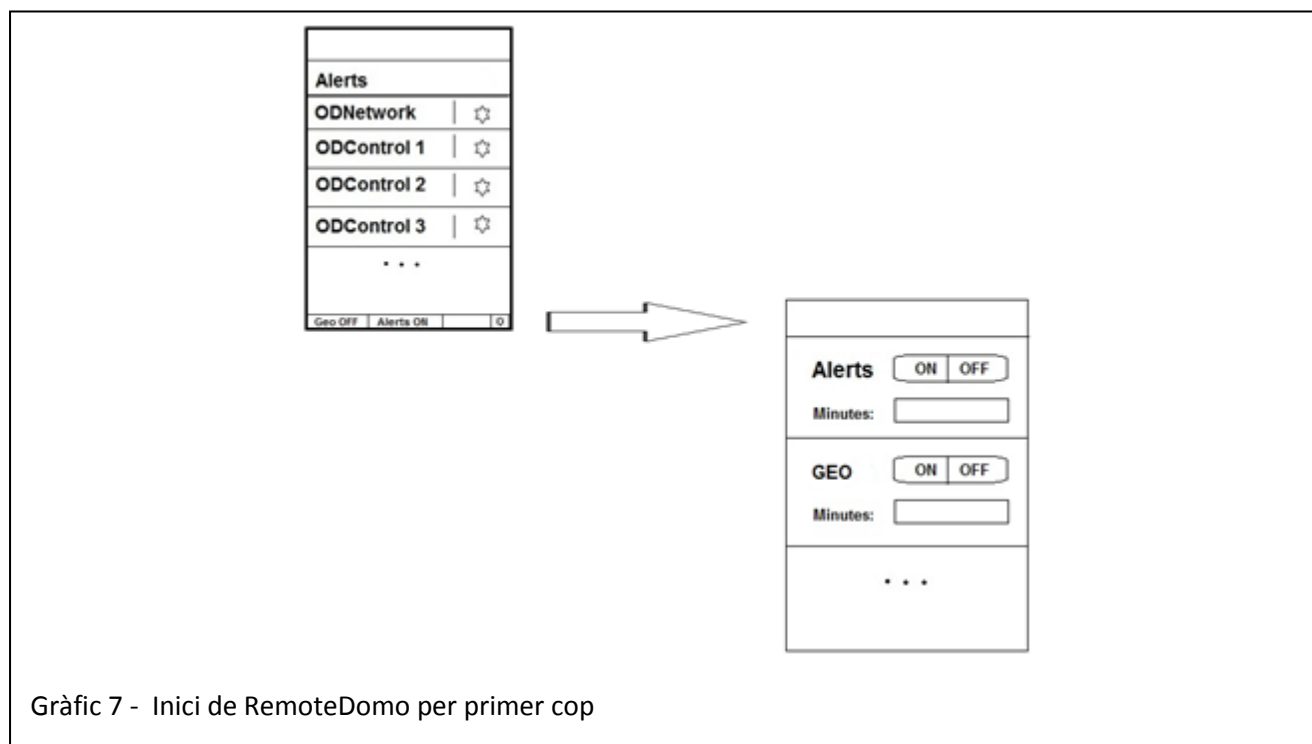 Alerts
ODNetwork
ODControl 1
ODControl 2
ODControl 3
. . .
Geo OFF Alerts ON O
Alerts ON OFF
Minutes:
GEO ON OFF
Minutes:
. . .
Gràfic 7 - Inici de RemoteDomo per primer cop